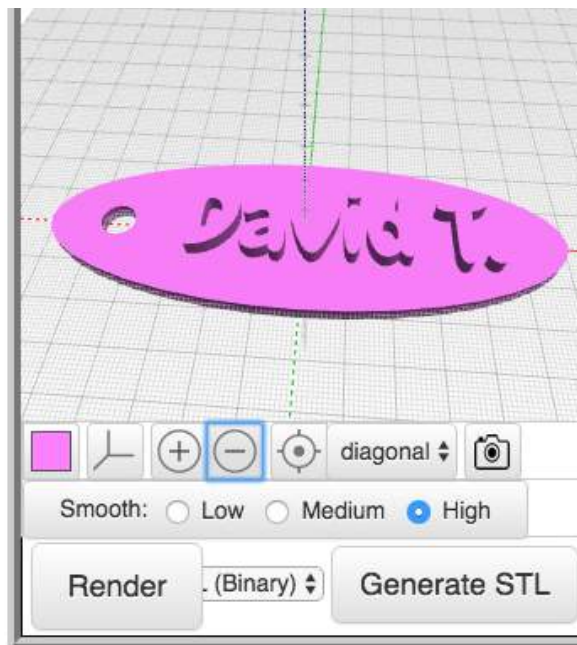 David T.
diagonal
Smooth: Low Medium High
Render . (Binary) Generate STL